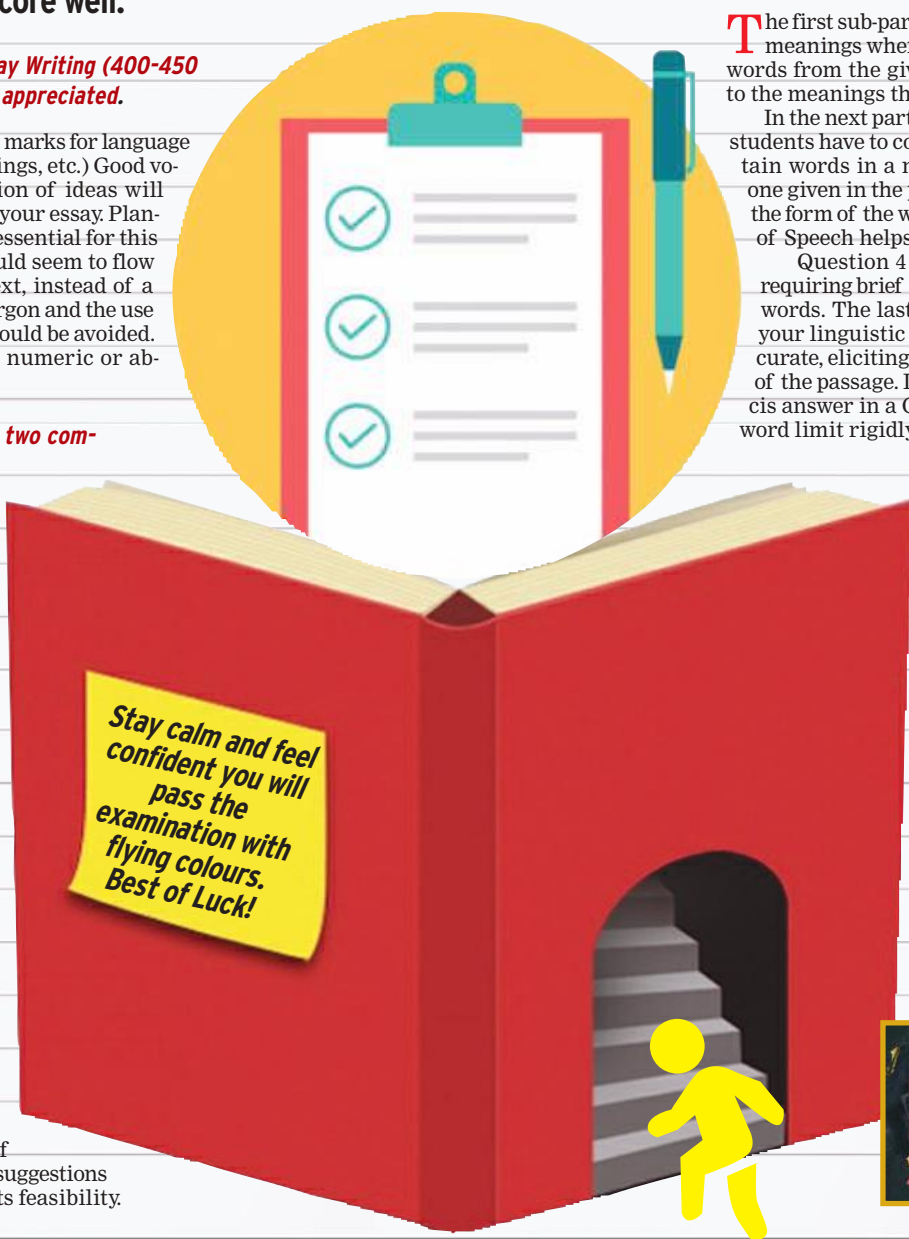 core well.
ay Writing (400-450
appreciated.
marks for language
ings, etc.) Good vo-
ion of ideas will
your essay. Plan-
essential for this
uld seem to flow
ext, instead of a
rgon and the use
ould be avoided.
numeric or ab-
two com-
f
suggestions
ts feasibility.
Stay calm and feel
confident you will
pass the
examination with
flying colours.
Best of Luck!
The first sub-par
meanings wher
words from the giv
to the meanings th
In the next part
students have to co
tain words in a n
one given in the p
the form of the w
of Speech helps
Question 4
requiring brief
words. The last
your linguistic
curate, eliciting
of the passage. I
cis answer in a G
word limit rigidly